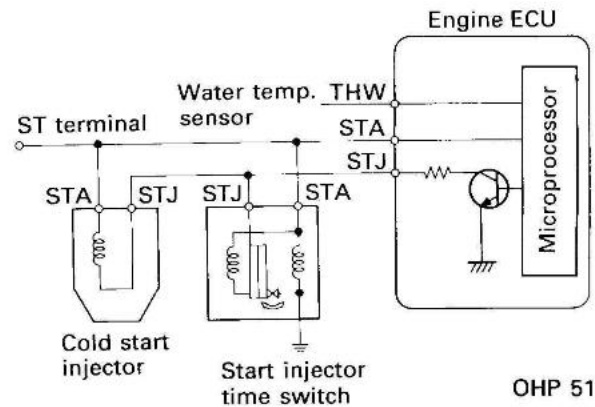 Engine ECU
Water temp.
sensor
THW
ST terminal
STA
STJ
STA
STJ
STJ
STA
Microprocessor
Cold start
injector
Start injector
time switch
OHP 51